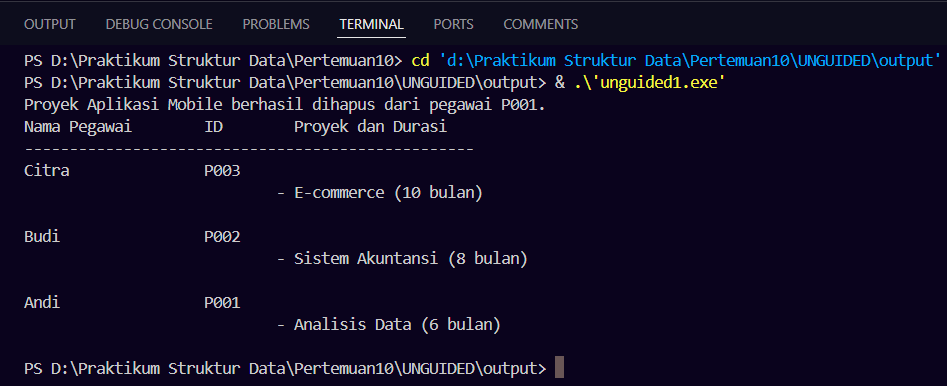 OUTPUT DEBUG CONSOLE PROBLEMS TERMINAL PORTS COMMENTS
PS D:\Praktikum Struktur Data\Pertemuan10> cd 'd:\Praktikum Struktur Data\Pertemuan10\UNGUIDED\output'
PS D:\Praktikum Struktur Data\Pertemuan10\UNGUIDED\output> & .\'unguided1.exe'
Proyek Aplikasi Mobile berhasil dihapus dari pegawai P001.
Nama Pegawai        ID        Proyek dan Durasi
--------------------------------------------------
Citra               P003
                            - E-commerce (10 bulan)
Budi                P002
                            - Sistem Akuntansi (8 bulan)
Andi                P001
                            - Analisis Data (6 bulan)
PS D:\Praktikum Struktur Data\Pertemuan10\UNGUIDED\output>